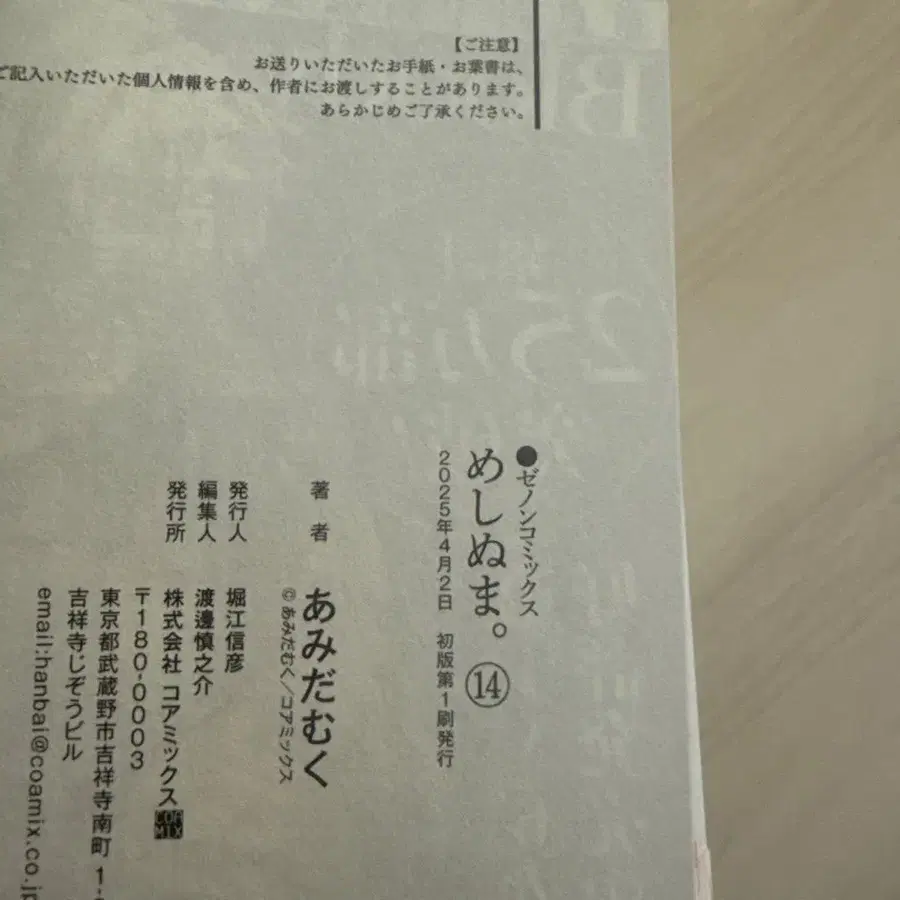 【ご注意】
お送りいただいたお手紙・お葉書は、
ご記入いただいた個人情報を含め、作者にお渡しすることがあります。
あらかじめご了承ください。
●ゼノンコミックス
めしぬま。⑭
2025年4月2日 初版第1刷発行
著者 あみだむく
©あみだむく/コアミックス
発行人 堀江信彦
編集人 渡邊慎之介
発行所 株式会社 コアミックス
COA
MIX
〒180-0003
東京都武蔵野市吉祥寺南町 1-
吉祥寺じぞうビル
email:hanbai@coamix.co.jp
25万部